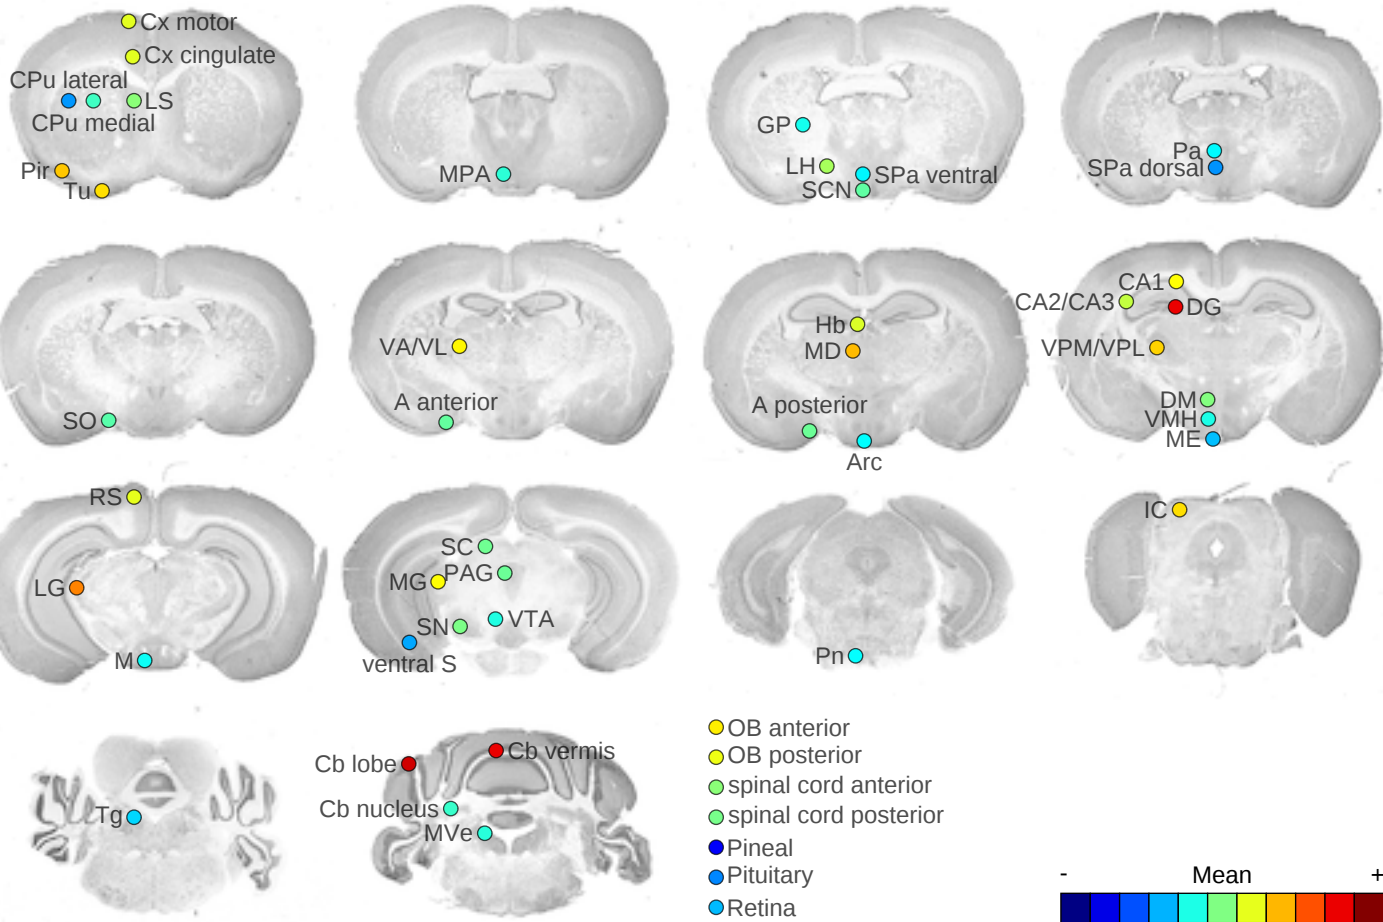 Cx motor
Cx cingulate
CPu lateral
LS
CPu medial
Pir
Tu
MPA
GP
LH
SPa ventral
SCN
Pa
SPa dorsal
SO
VA/VL
A anterior
Hb
MD
A posterior
Arc
CA1
CA2/CA3
DG
VPM/VPL
DM
VMH
ME
RS
LG
M
SC
MG
PAG
SN
VTA
ventral S
Pn
IC
Tg
Cb lobe
Cb vermis
Cb nucleus
MVe
OB anterior
OB posterior
spinal cord anterior
spinal cord posterior
Pineal
Pituitary
Retina
- Mean +